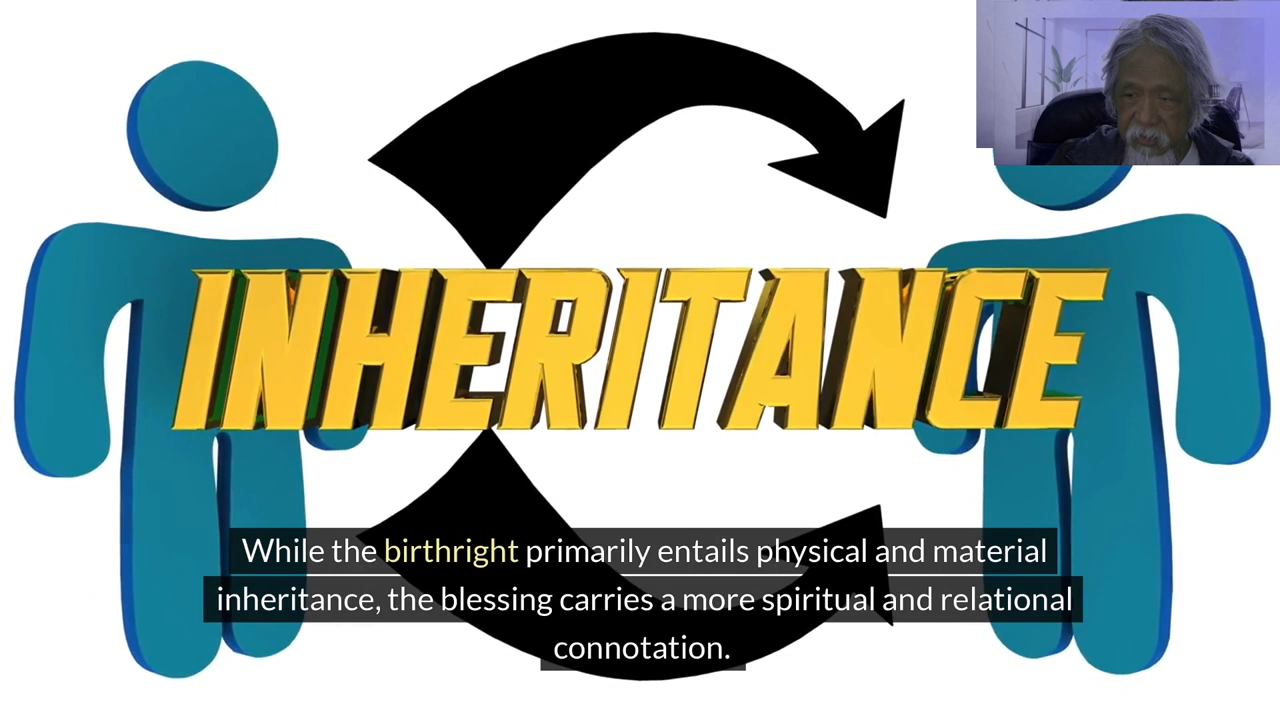 INHERITANCE
While the birthright primarily entails physical and material
inheritance, the blessing carries a more spiritual and relational
connotation.